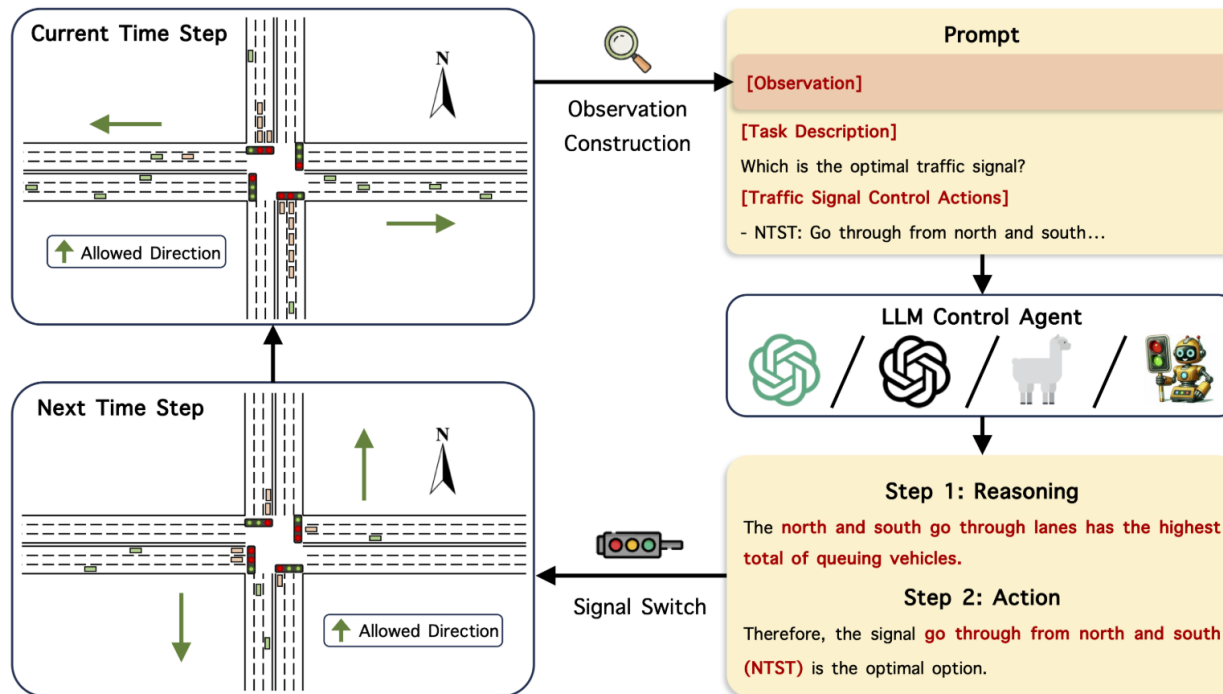 Current Time Step
N
Allowed Direction
Observation
Construction
Prompt
[Observation]
[Task Description]
Which is the optimal traffic signal?
[Traffic Signal Control Actions]
- NTST: Go through from north and south...
LLM Control Agent
Step 1: Reasoning
The north and south go through lanes has the highest
total of queuing vehicles.
Step 2: Action
Therefore, the signal go through from north and south
(NTST) is the optimal option.
Signal Switch
Next Time Step
N
Allowed Direction